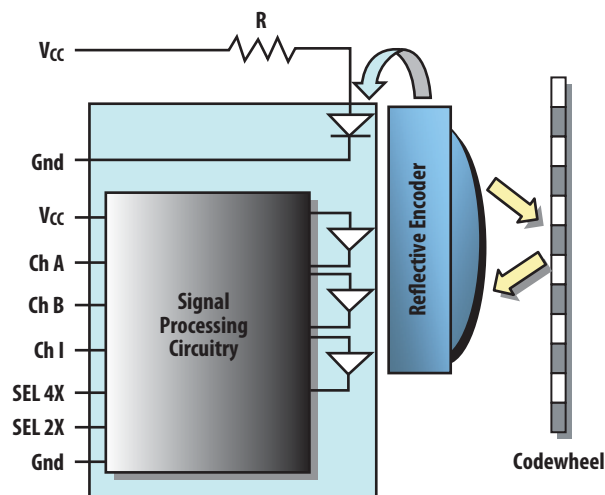 R
VCC
Gnd
VCC
Ch A
Ch B
Ch I
SEL 4X
SEL 2X
Gnd
Signal
Processing
Circuitry
Reflective Encoder
Codewheel